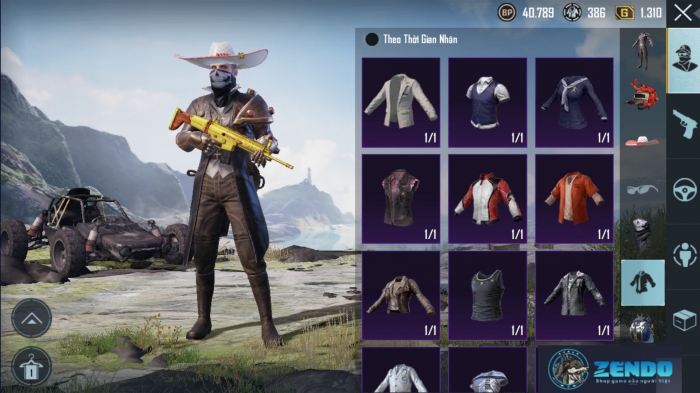 BP 40.789 AG 386 G 1.310
Theo Thời Gian Nhận
1/1 1/1 1/1
1/1 1/1 1/1
1/1 1/1 1/1
ZENDO
Shop game của người Việt